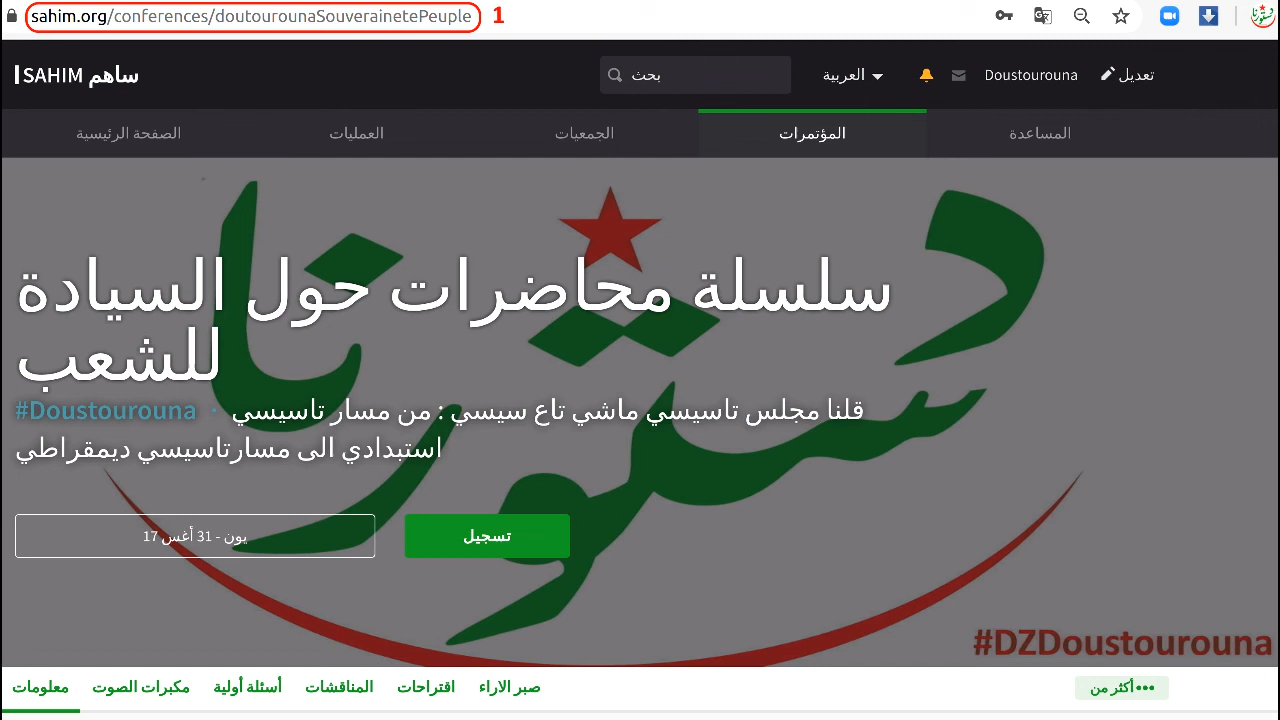 sahim.org/conferences/doutourounaSouverainetePeuple 1
SAHIM ساهم
بحث
العربية
Doustourouna
تعديل
الصفحة الرئيسية
العمليات
الجمعيات
المؤتمرات
المساعدة
دستورنا
سلسلة محاضرات حول السيادة
للشعب
#Doustourouna · قلنا مجلس تاسيسي ماشي تاع سيسي : من مسار تاسيسي
استبدادي الى مسارتاسيسي ديمقراطي
17 يون - 31 أغس
تسجيل
#DZDoustourouna
معلومات
مكبرات الصوت
أسئلة أولية
المناقشات
اقتراحات
صبر الاراء
أكثر من